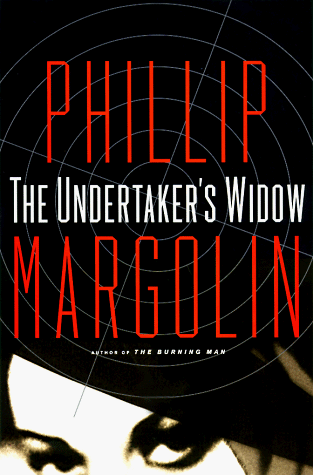 PHILLIP
THE UNDERTAKER'S WIDOW
MARGOLIN
AUTHOR OF THE BURNING MAN